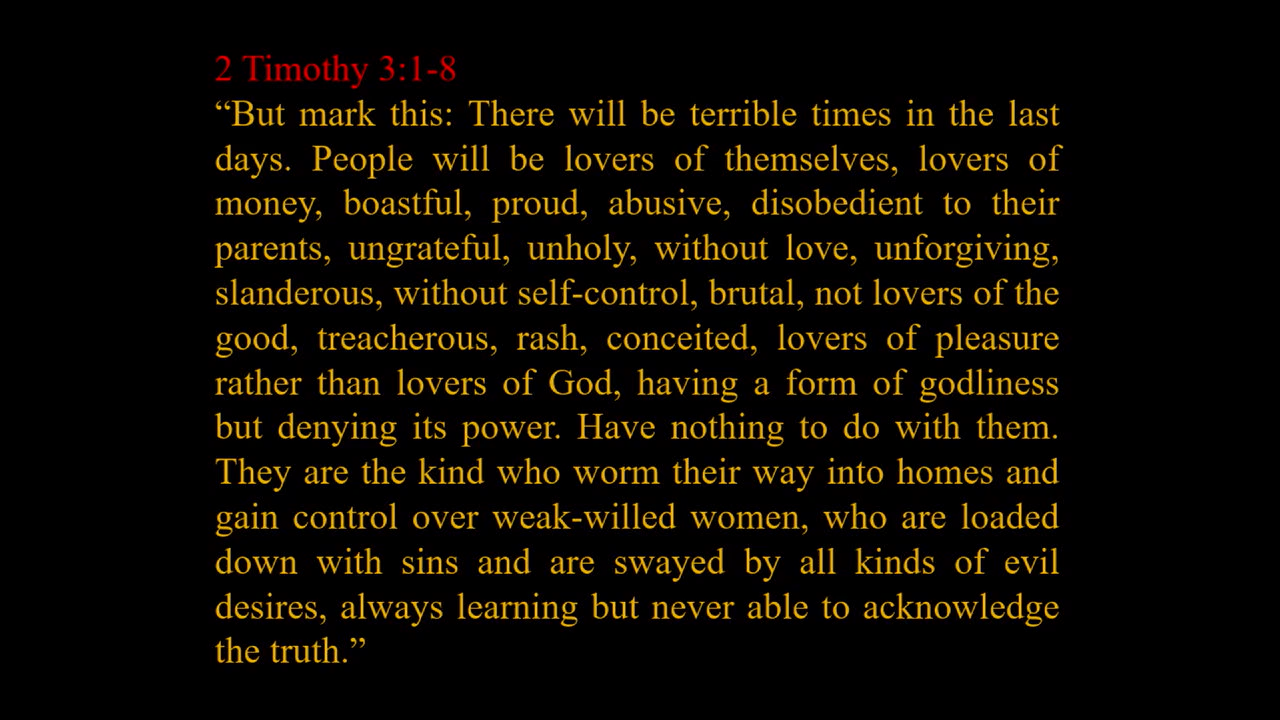 2 Timothy 3:1-8
“But mark this: There will be terrible times in the last
days. People will be lovers of themselves, lovers of
money, boastful, proud, abusive, disobedient to their
parents, ungrateful, unholy, without love, unforgiving,
slanderous, without self-control, brutal, not lovers of the
good, treacherous, rash, conceited, lovers of pleasure
rather than lovers of God, having a form of godliness
but denying its power. Have nothing to do with them.
They are the kind who worm their way into homes and
gain control over weak-willed women, who are loaded
down with sins and are swayed by all kinds of evil
desires, always learning but never able to acknowledge
the truth.”